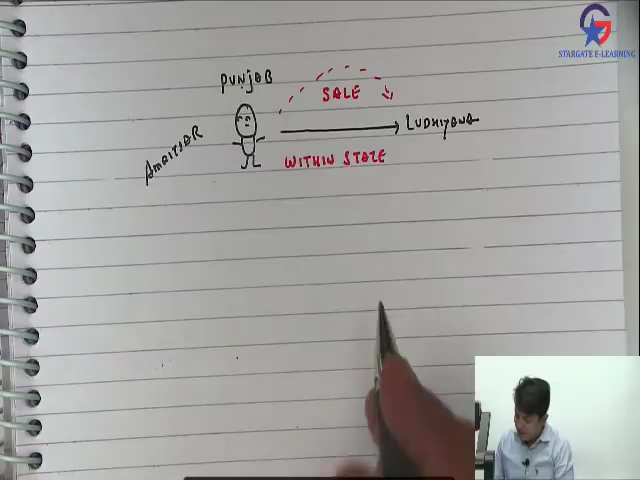 STARGATE E-LEARNING
PUNJAB
SALE
AMRITSAR
LUDHIYANA
WITHIN STATE